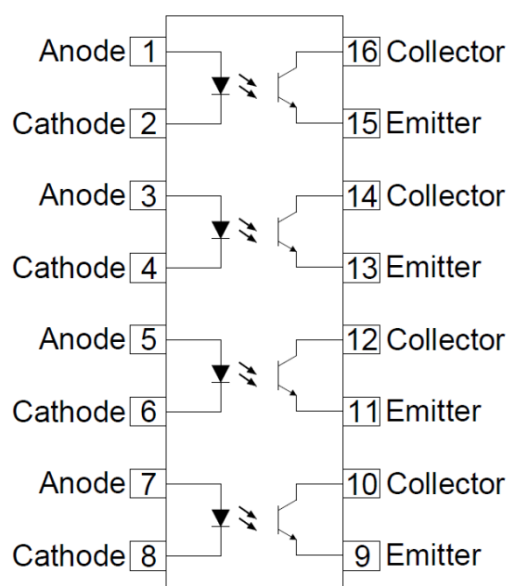 Anode 1 16 Collector
Cathode 2 15 Emitter
Anode 3 14 Collector
Cathode 4 13 Emitter
Anode 5 12 Collector
Cathode 6 11 Emitter
Anode 7 10 Collector
Cathode 8 9 Emitter